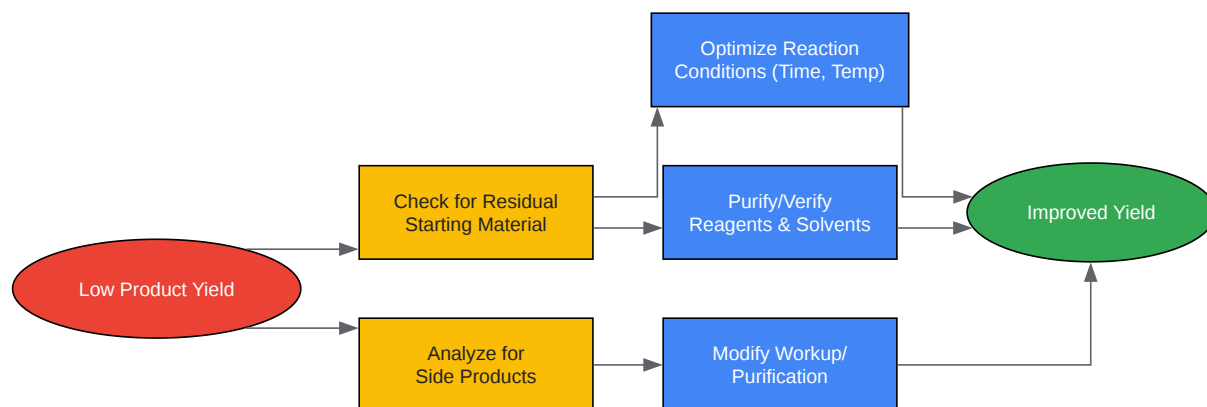 Optimize Reaction
Conditions (Time, Temp)
Check for Residual
Starting Material
Purify/Verify
Reagents & Solvents
Improved Yield
Low Product Yield
Analyze for
Side Products
Modify Workup/
Purification